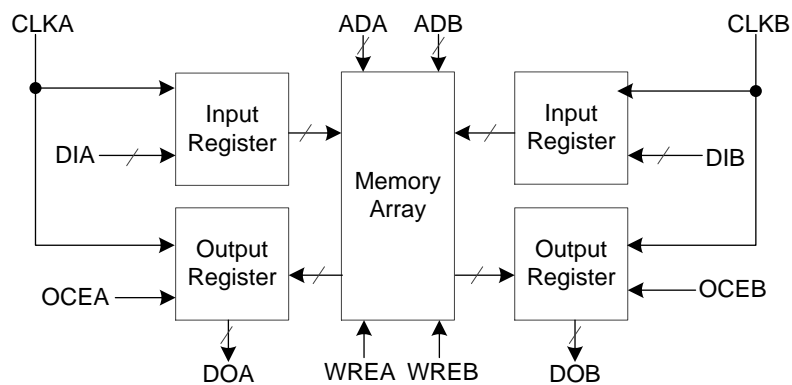 CLKA
ADA
ADB
CLKB
Input
Register
Input
Register
DIA
DIB
Memory
Array
Output
Register
Output
Register
OCEA
OCEB
DOA
WREA
WREB
DOB